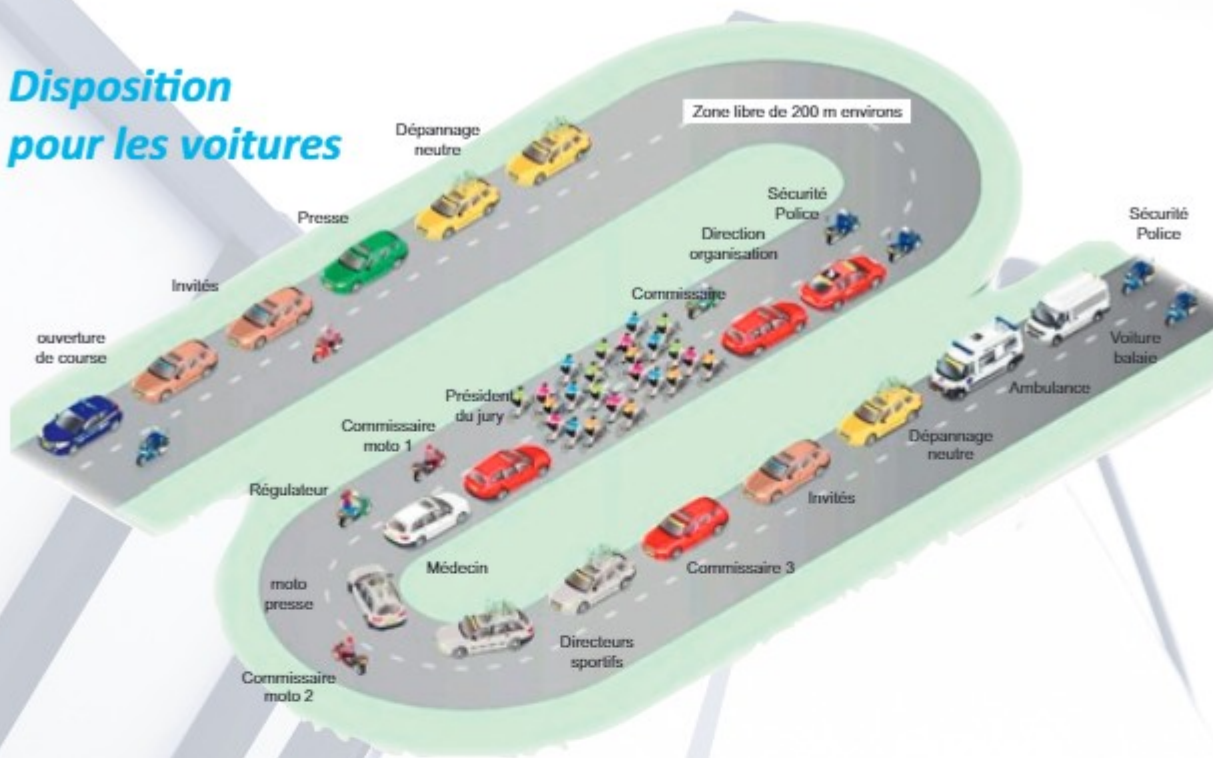 Disposition
pour les voitures
Zone libre de 200 m environs
Dépannage
neutre
Presse
Invités
ouverture
de course
Sécurité
Police
Direction
organisation
Commissaire
Président
du jury
Commissaire
moto 1
Régulateur
Médecin
moto
presse
Commissaire
moto 2
Directeurs
sportifs
Commissaire 3
Invités
Dépannage
neutre
Ambulance
Voiture
balaie
Sécurité
Police